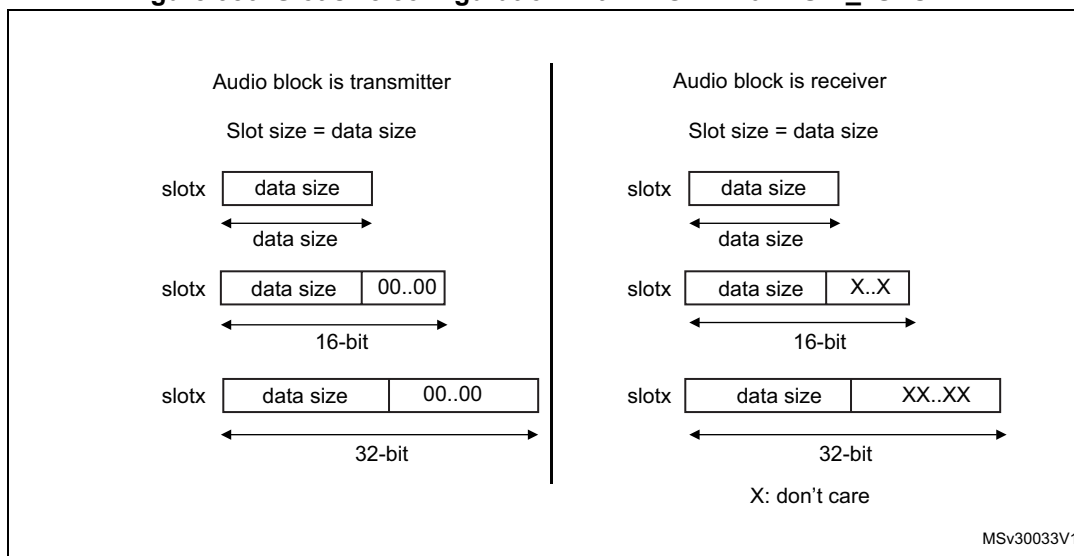 Audio block is transmitter
Slot size = data size
slotx data size
data size
slotx data size 00..00
16-bit
slotx data size 00..00
32-bit
Audio block is receiver
Slot size = data size
slotx data size
data size
slotx data size X..X
16-bit
slotx data size XX..XX
32-bit
X: don't care
MSv30033V1